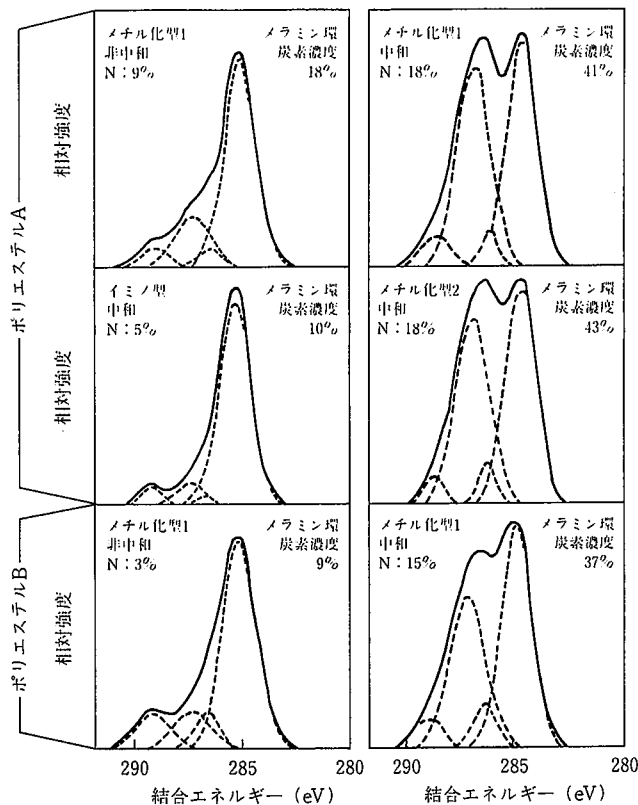 メチル化型1
非中和
N:9%
メラミン環
炭素濃度
18%
メチル化型1
中和
N:18%
メラミン環
炭素濃度
41%
イミノ型
中和
N:5%
メラミン環
炭素濃度
10%
メチル化型2
中和
N:18%
メラミン環
炭素濃度
43%
メチル化型1
非中和
N:3%
メラミン環
炭素濃度
9%
メチル化型1
中和
N:15%
メラミン環
炭素濃度
37%
ポリエステルA
ポリエステルB
相対強度
相対強度
相対強度
290 285 280
290 285 280
結合エネルギー(eV)
結合エネルギー(eV)